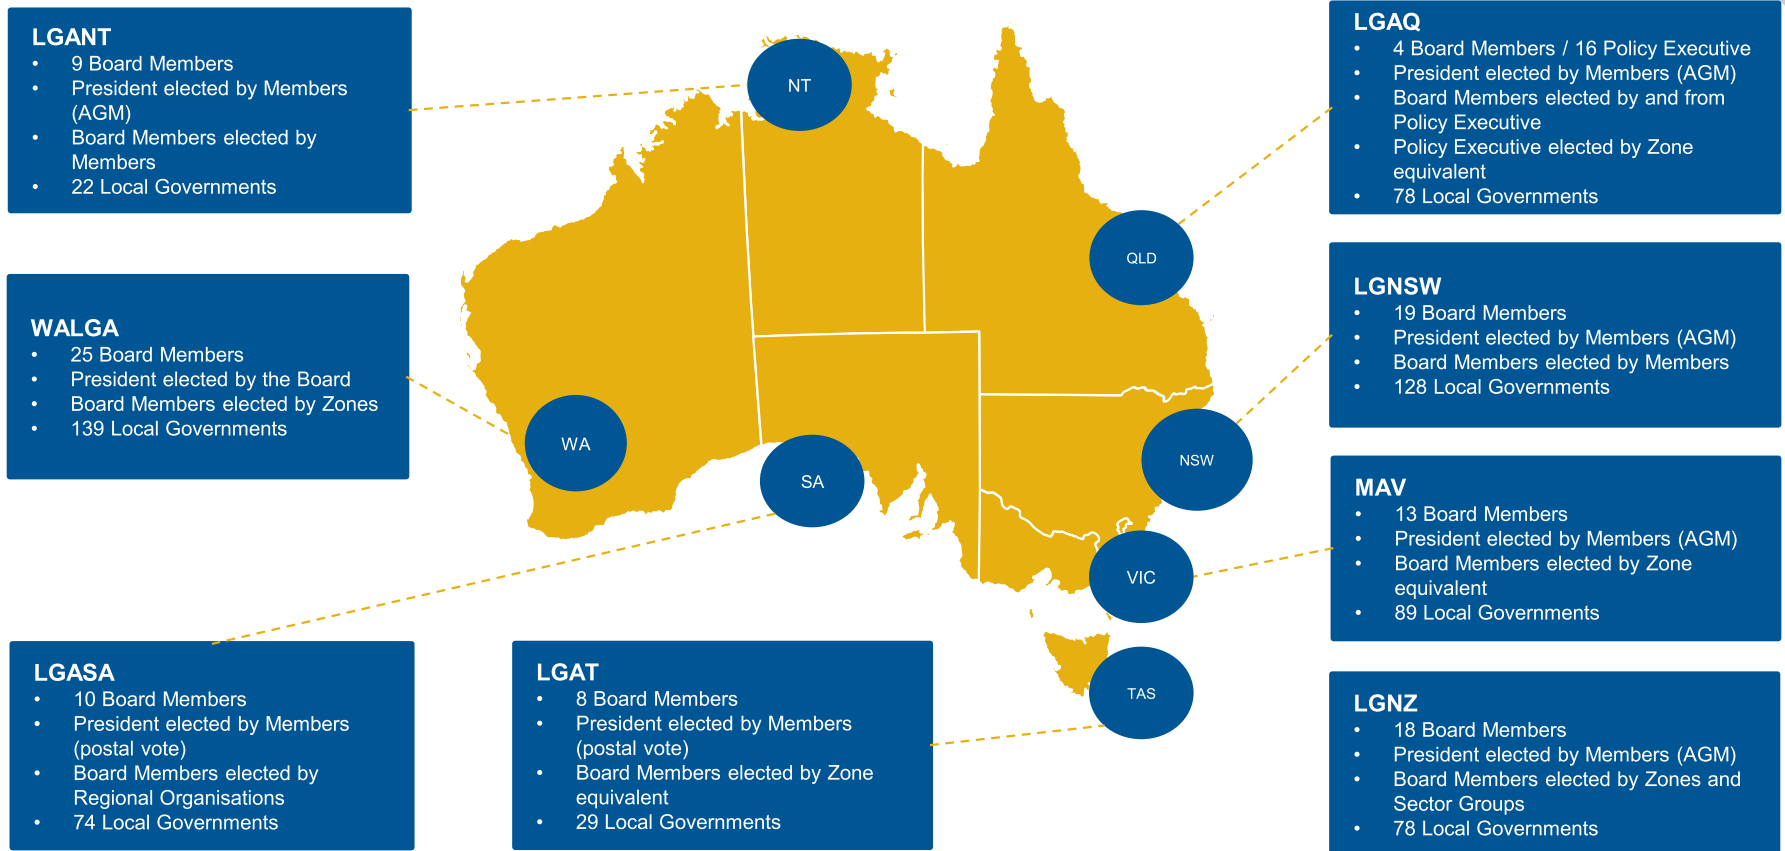 LGANT
• 9 Board Members
• President elected by Members
(AGM)
• Board Members elected by
Members
• 22 Local Governments
WALGA
• 25 Board Members
• President elected by the Board
• Board Members elected by Zones
• 139 Local Governments
LGASA
• 10 Board Members
• President elected by Members
(postal vote)
• Board Members elected by
Regional Organisations
• 74 Local Governments
LGAT
• 8 Board Members
• President elected by Members
(postal vote)
• Board Members elected by Zone
equivalent
• 29 Local Governments
NT
QLD
WA
SA
NSW
VIC
TAS
LGAQ
• 4 Board Members / 16 Policy Executive
• President elected by Members (AGM)
• Board Members elected by and from
Policy Executive
• Policy Executive elected by Zone
equivalent
• 78 Local Governments
LGNSW
• 19 Board Members
• President elected by Members (AGM)
• Board Members elected by Members
• 128 Local Governments
MAV
• 13 Board Members
• President elected by Members (AGM)
• Board Members elected by Zone
equivalent
• 89 Local Governments
LGNZ
• 18 Board Members
• President elected by Members (AGM)
• Board Members elected by Zones and
Sector Groups
• 78 Local Governments